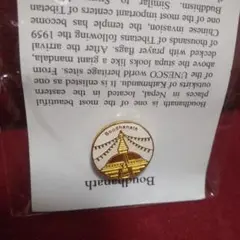 Boudhanath
Boudhanath is one of the most beautiful
places in Nepal, located in the eastern
outskirts of Kathmandu. It is enlisted as one
of the UNESCO world heritage sites. From
above the stupa looks like a giant mandala,
decked with prayer flags. After the arrival
of thousands of Tibetans following the 1959
Chinese invasion, the temple has become
one of the most important centers of Tibetan
Buddhism. Similar to
Boudhanath